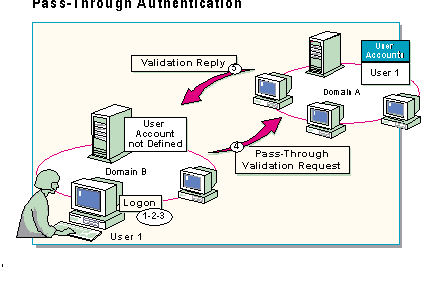 Pass-Through Authentication
User
Accounts
User 1
Validation Reply
5
Domain A
User
Account
not Defined
4
Pass-Through
Validation Request
Domain B
Logon
1-2-3
User 1